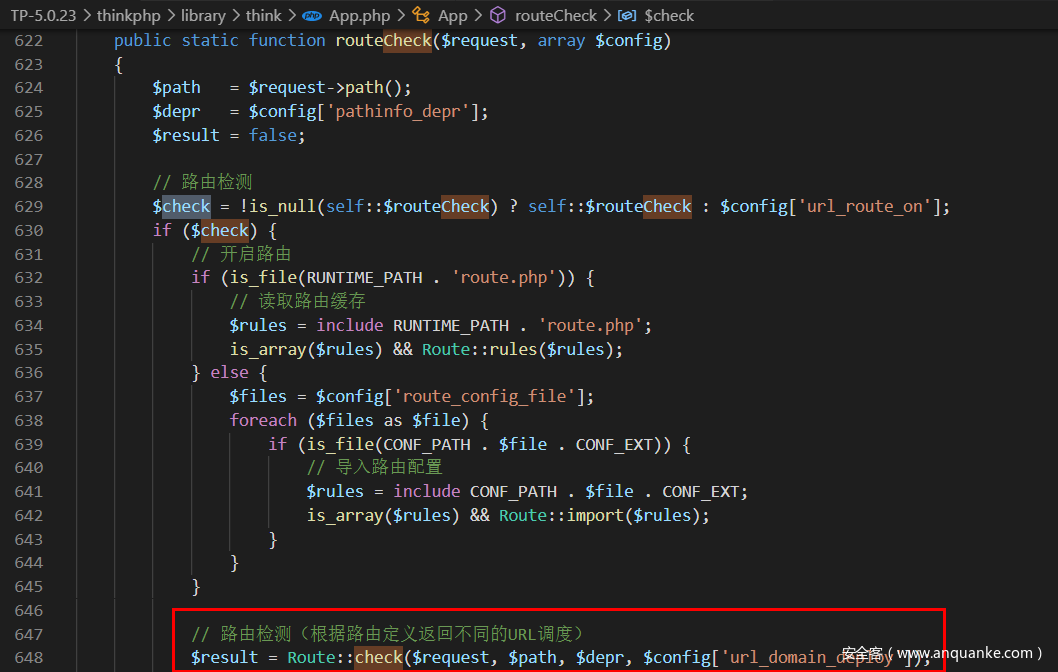 TP-5.0.23 > thinkphp > library > think > php App.php > App > routeCheck > $check
622 public static function routeCheck($request, array $config)
623 {
624 $path   = $request->path();
625 $depr   = $config['pathinfo_depr'];
626 $result = false;
627
628 // 路由检测
629 $check = !is_null(self::$routeCheck) ? self::$routeCheck : $config['url_route_on'];
630 if ($check) {
631 // 开启路由
632 if (is_file(RUNTIME_PATH . 'route.php')) {
633 // 读取路由缓存
634 $rules = include RUNTIME_PATH . 'route.php';
635 is_array($rules) && Route::rules($rules);
636 } else {
637 $files = $config['route_config_file'];
638 foreach ($files as $file) {
639 if (is_file(CONF_PATH . $file . CONF_EXT)) {
640 // 导入路由配置
641 $rules = include CONF_PATH . $file . CONF_EXT;
642 is_array($rules) && Route::import($rules);
643 }
644 }
645 }
646
647 // 路由检测（根据路由定义返回不同的URL调度）
648 $result = Route::check($request, $path, $depr, $config['url_domain_deploy']);
安全客（www.anquanke.com）